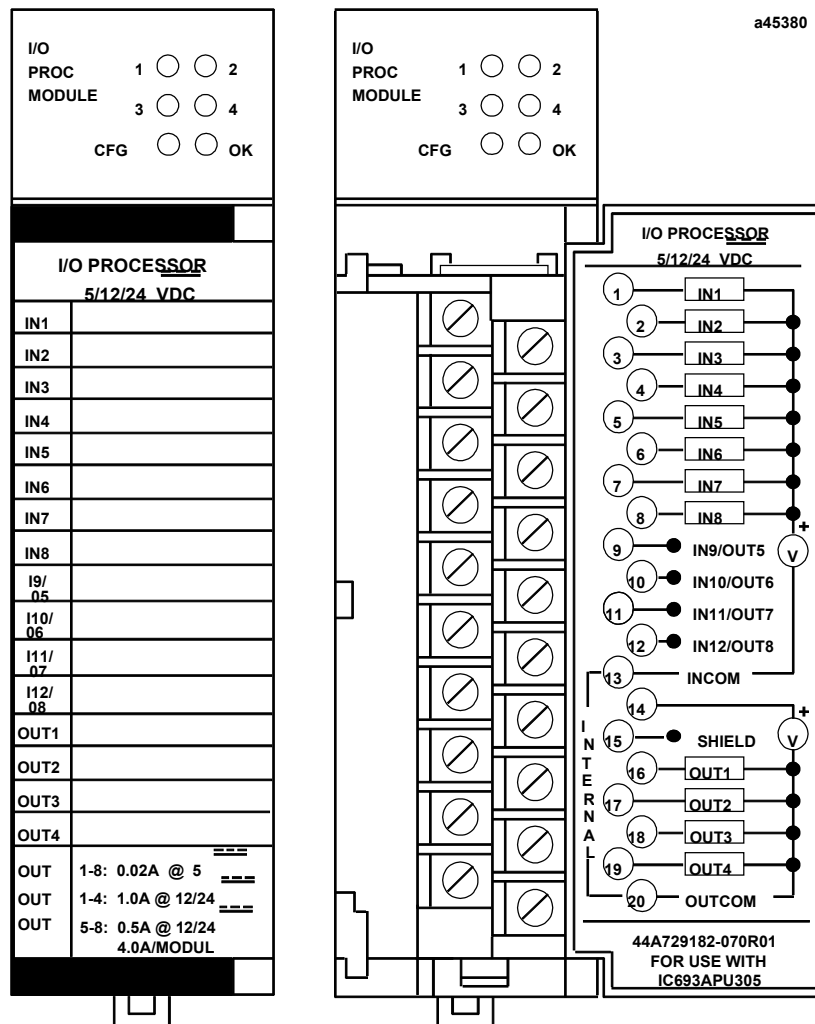 a45380
I/O
PROC
MODULE
1 2
3 4
CFG OK
I/O PROCESSOR
5/12/24 VDC
IN1
IN2
IN3
IN4
IN5
IN6
IN7
IN8
I9/
05
I10/
06
I11/
07
I12/
08
OUT1
OUT2
OUT3
OUT4
OUT 1-8: 0.02A @ 5
OUT 1-4: 1.0A @ 12/24
OUT 5-8: 0.5A @ 12/24
4.0A/MODUL
I/O
PROC
MODULE
1 2
3 4
CFG OK
I/O PROCESSOR
5/12/24 VDC
1 IN1
2 IN2
3 IN3
4 IN4
5 IN5
6 IN6
7 IN7
8 IN8
+
V
9 IN9/OUT5
10 IN10/OUT6
11 IN11/OUT7
12 IN12/OUT8
13 INCOM
14 +
V
15 SHIELD
16 OUT1
17 OUT2
18 OUT3
19 OUT4
20 OUTCOM
INTERNAL
44A729182-070R01
FOR USE WITH
IC693APU305